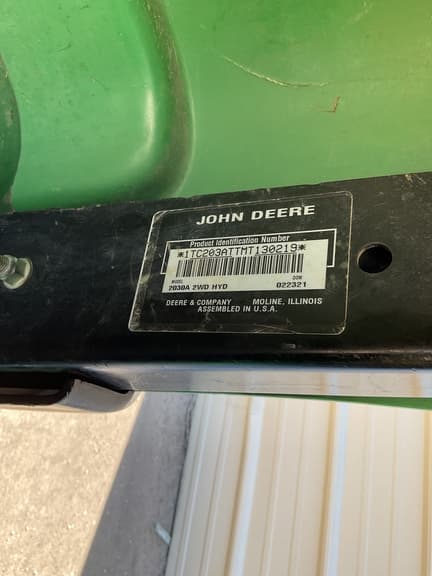 JOHN DEERE
Product Identification Number
*1TC203ATTMT130219*
MODEL DOM
2030A 2WD HYD 022321
DEERE & COMPANY MOLINE, ILLINOIS
ASSEMBLED IN U.S.A.